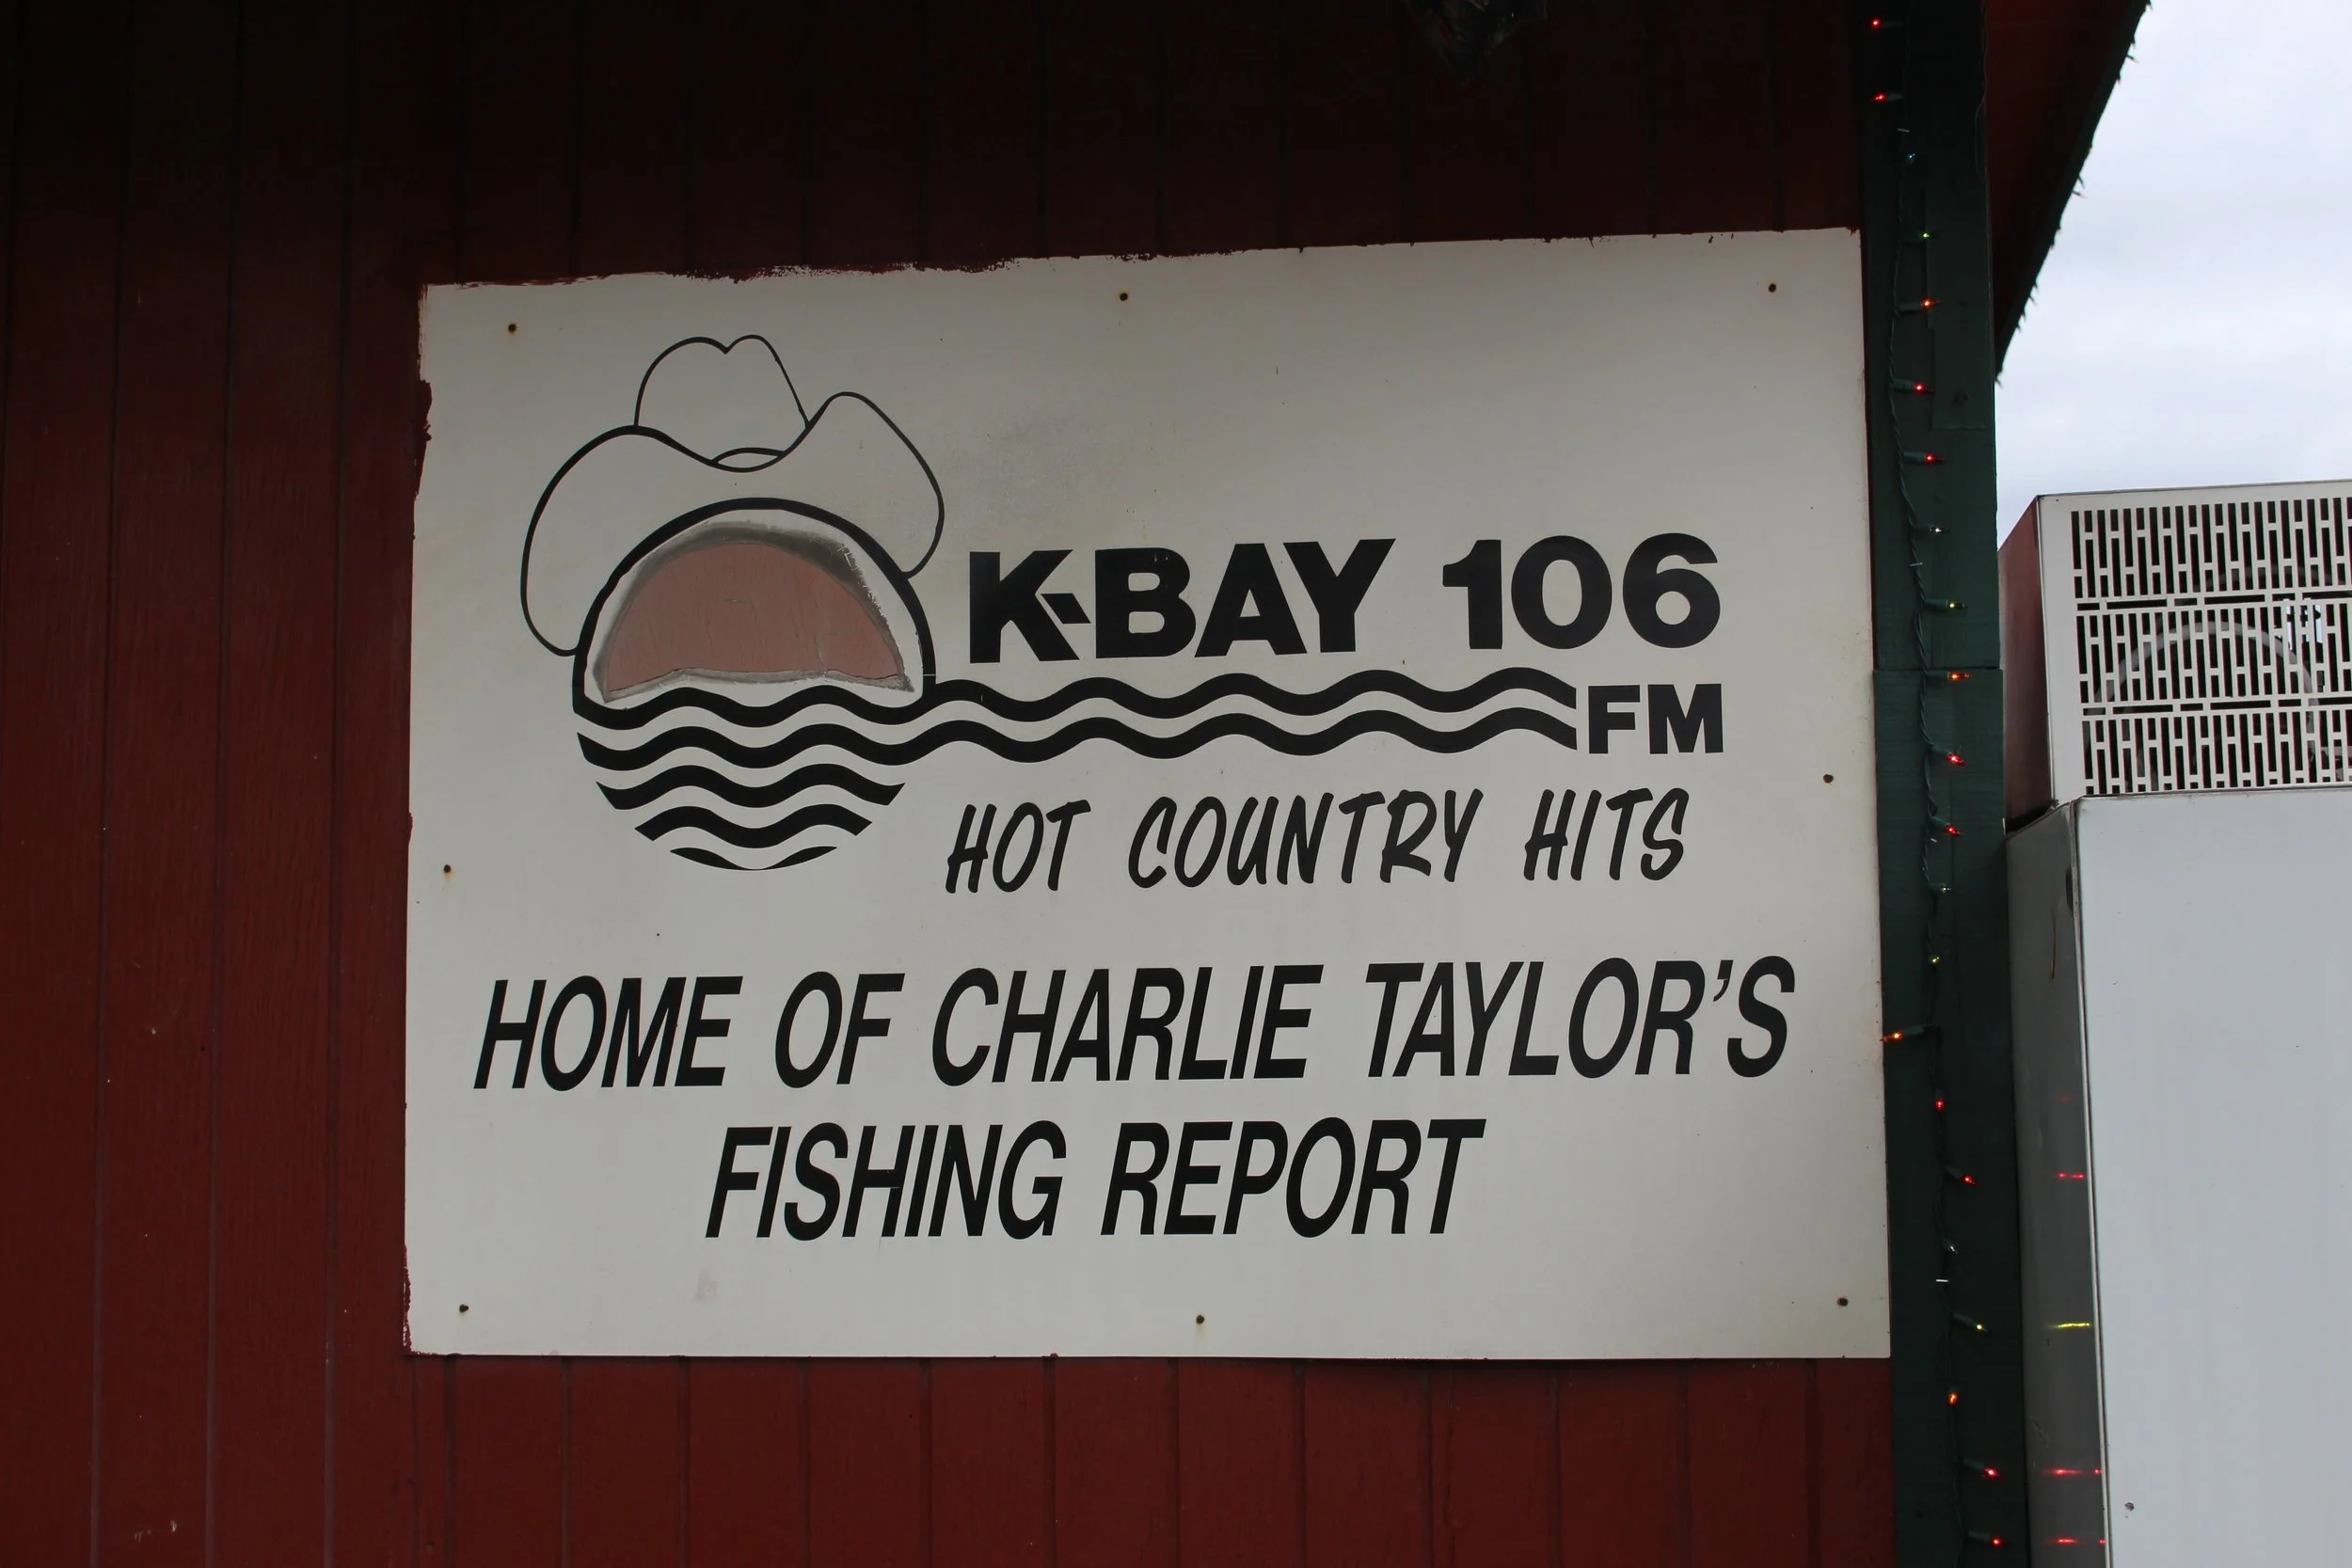 K-BAY 106
FM
HOT COUNTRY HITS
HOME OF CHARLIE TAYLOR'S
FISHING REPORT